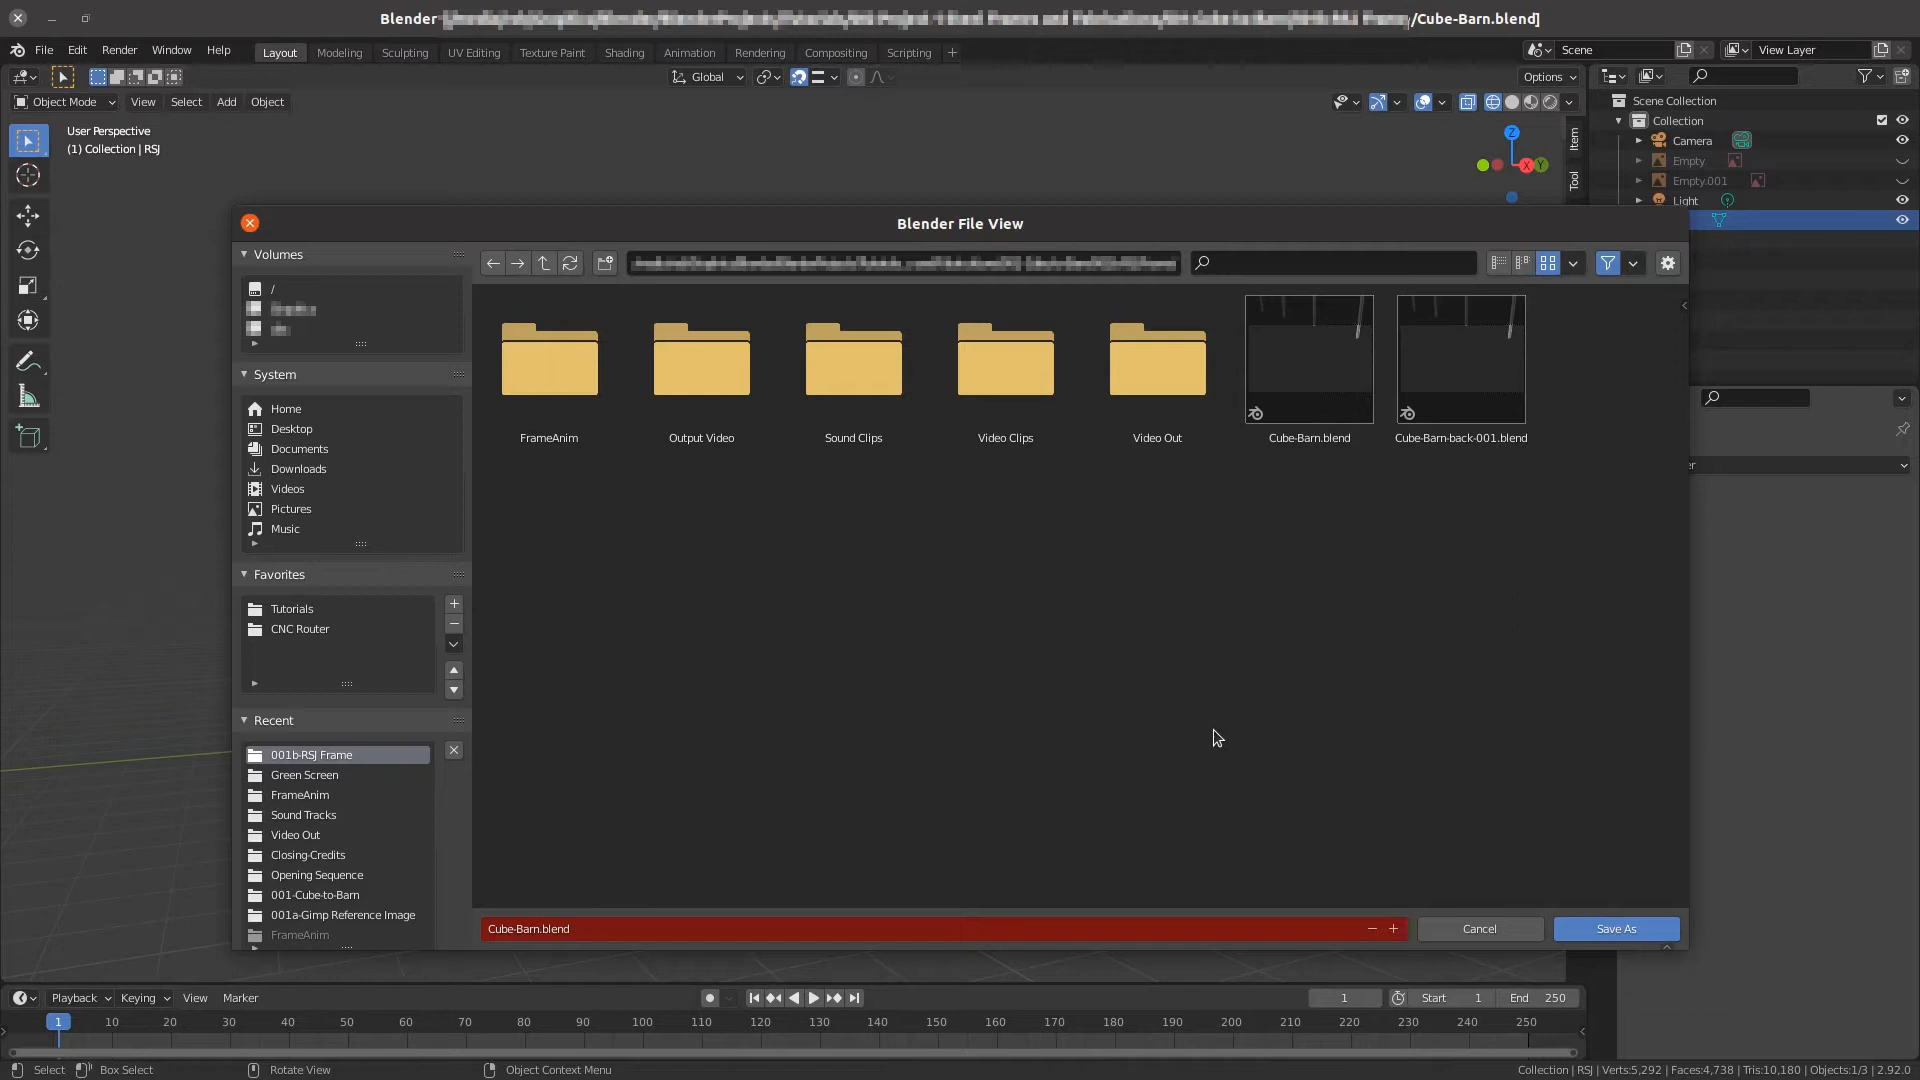 Blender /Cube-Barn.blend]
File Edit Render Window Help Layout Modeling Sculpting UV Editing Texture Paint Shading Animation Rendering Compositing Scripting + Scene View Layer
Global Options
Object Mode View Select Add Object
User Perspective
(1) Collection | RSJ
Z
X
Y
Item
Tool
Scene Collection
Collection
Camera
Empty
Empty.001
Light
Blender File View
Volumes
/
System
Home
Desktop
Documents
Downloads
Videos
Pictures
Music
Favorites
Tutorials
CNC Router
Recent
001b-RSJ Frame
Green Screen
FrameAnim
Sound Tracks
Video Out
Closing-Credits
Opening Sequence
001-Cube-to-Barn
001a-Gimp Reference Image
FrameAnim
FrameAnim Output Video Sound Clips Video Clips Video Out Cube-Barn.blend Cube-Barn-back-001.blend
Cube-Barn.blend Cancel Save As
Playback Keying View Marker 1 Start 1 End 250
1 10 20 30 40 50 60 70 80 90 100 110 120 130 140 150 160 170 180 190 200 210 220 230 240 250
Select Box Select Rotate View Object Context Menu Collection | RSJ | Verts:5,292 | Faces:4,738 | Tris:10,180 | Objects:1/3 | 2.92.0